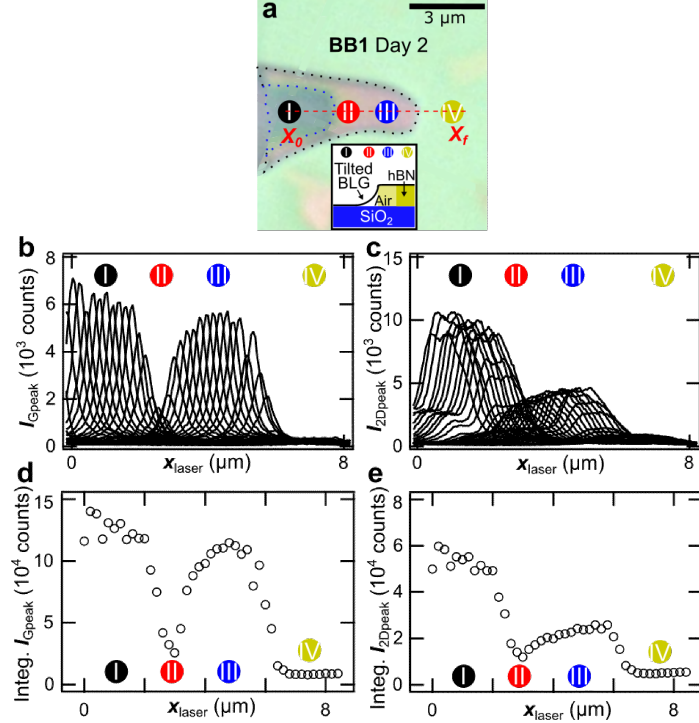 a
3 μm
BB1 Day 2
I II III IV
X0 Xf
I II III IV
Tilted hBN
BLG
Air
SiO2
b
I II III IV
IGpeak (10³ counts)
8
6
4
2
0
0 xlaser (μm) 8
c
I II III IV
I2Dpeak (10³ counts)
15
10
5
0
0 xlaser (μm) 8
d
Integ. IGpeak (10⁴ counts)
15
10
5
0
I II III IV
0 xlaser (μm) 8
e
Integ. I2Dpeak (10⁴ counts)
8
6
4
2
0
I II III IV
0 xlaser (μm) 8